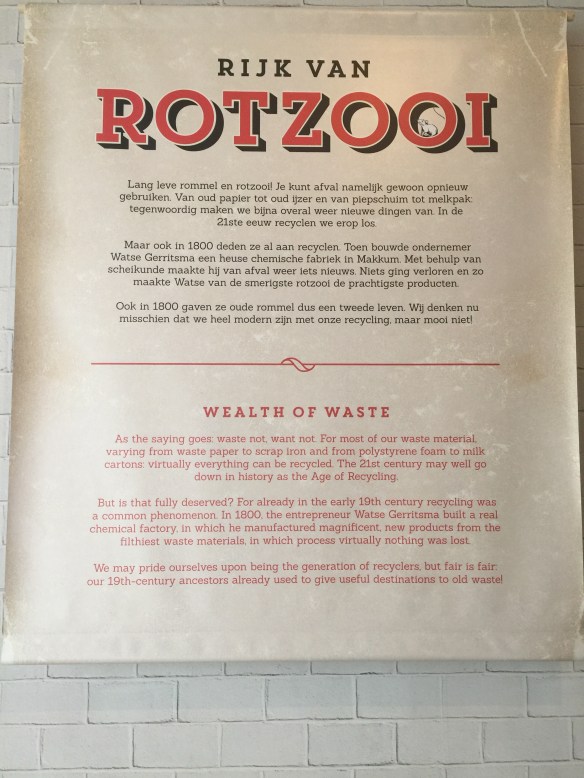 RIJK VAN
ROTZOOI
Lang leve rommel en rotzooi! Je kunt afval namelijk gewoon opnieuw
gebruiken. Van oud papier tot oud ijzer en van piepschuim tot melkpak:
tegenwoordig maken we bijna overal weer nieuwe dingen van. In de
21ste eeuw recyclen we erop los.
Maar ook in 1800 deden ze al aan recyclen. Toen bouwde ondernemer
Watse Gerritsma een heuse chemische fabriek in Makkum. Met behulp van
scheikunde maakte hij van afval weer iets nieuws. Niets ging verloren en zo
maakte Watse van de smerigste rotzooi de prachtigste producten.
Ook in 1800 gaven ze oude rommel dus een tweede leven. Wij denken nu
misschien dat we heel modern zijn met onze recycling, maar mooi niet!
WEALTH OF WASTE
As the saying goes: waste not, want not. For most of our waste material,
varying from waste paper to scrap iron and from polystyrene foam to milk
cartons: virtually everything can be recycled. The 21st century may well go
down in history as the Age of Recycling.
But is that fully deserved? For already in the early 19th century recycling was
a common phenomenon. In 1800, the entrepreneur Watse Gerritsma built a real
chemical factory, in which he manufactured magnificent, new products from the
filthiest waste materials, in which process virtually nothing was lost.
We may pride ourselves upon being the generation of recyclers, but fair is fair:
our 19th-century ancestors already used to give useful destinations to old waste!